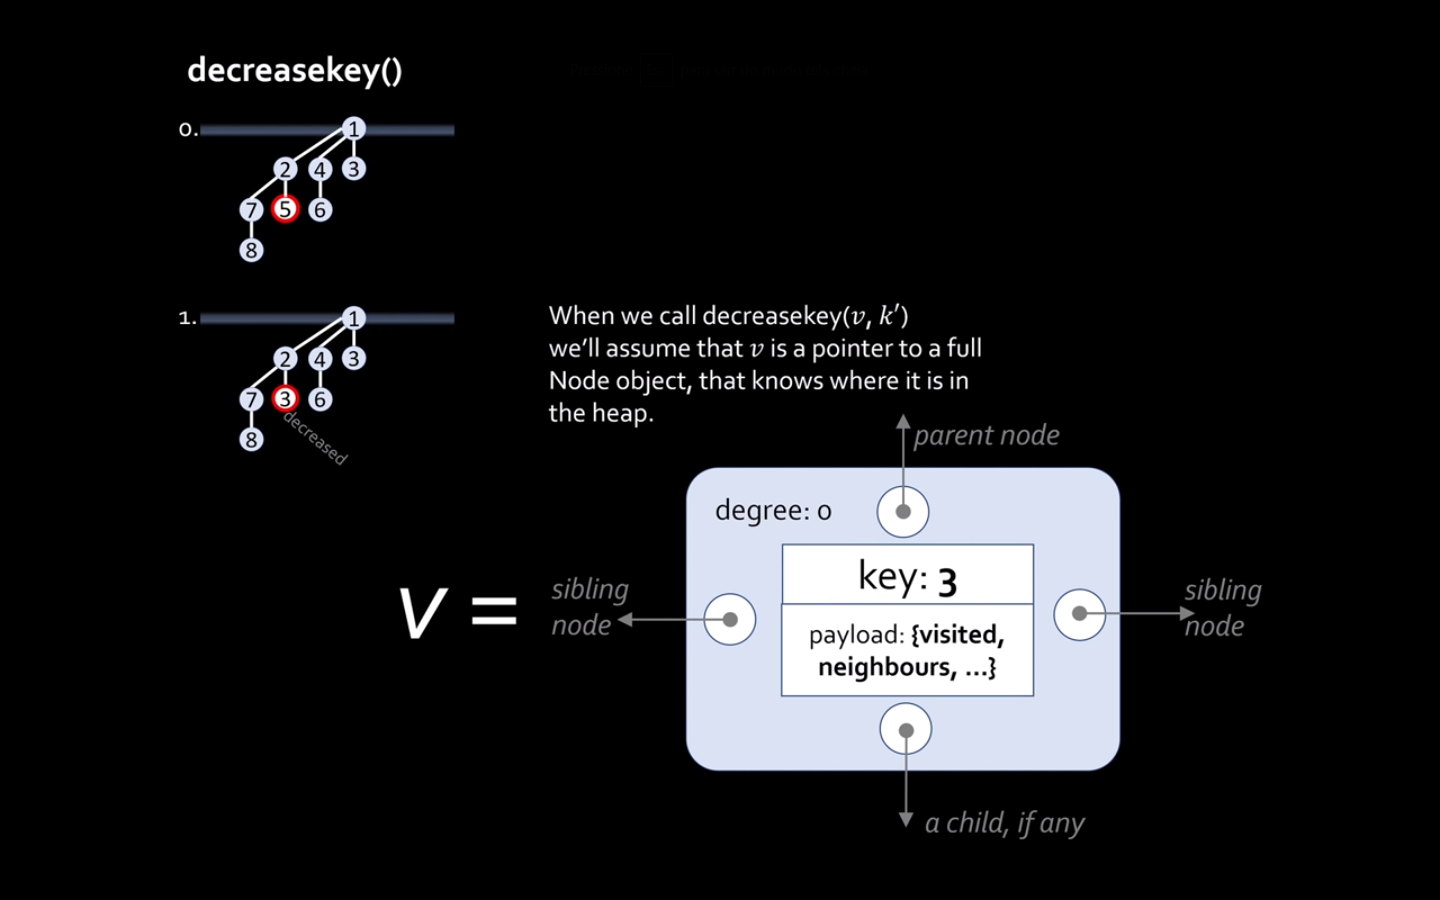 decreasekey()
0.
1
2 4 3
7 5 6
8
1.
1
2 4 3
7 3 6
8
decreased
When we call decreasekey(v, k′)
we’ll assume that v is a pointer to a full
Node object, that knows where it is in
the heap.
parent node
degree: 0
key: 3
v =
sibling
node
sibling
node
payload: {visited,
neighbours, ...}
a child, if any